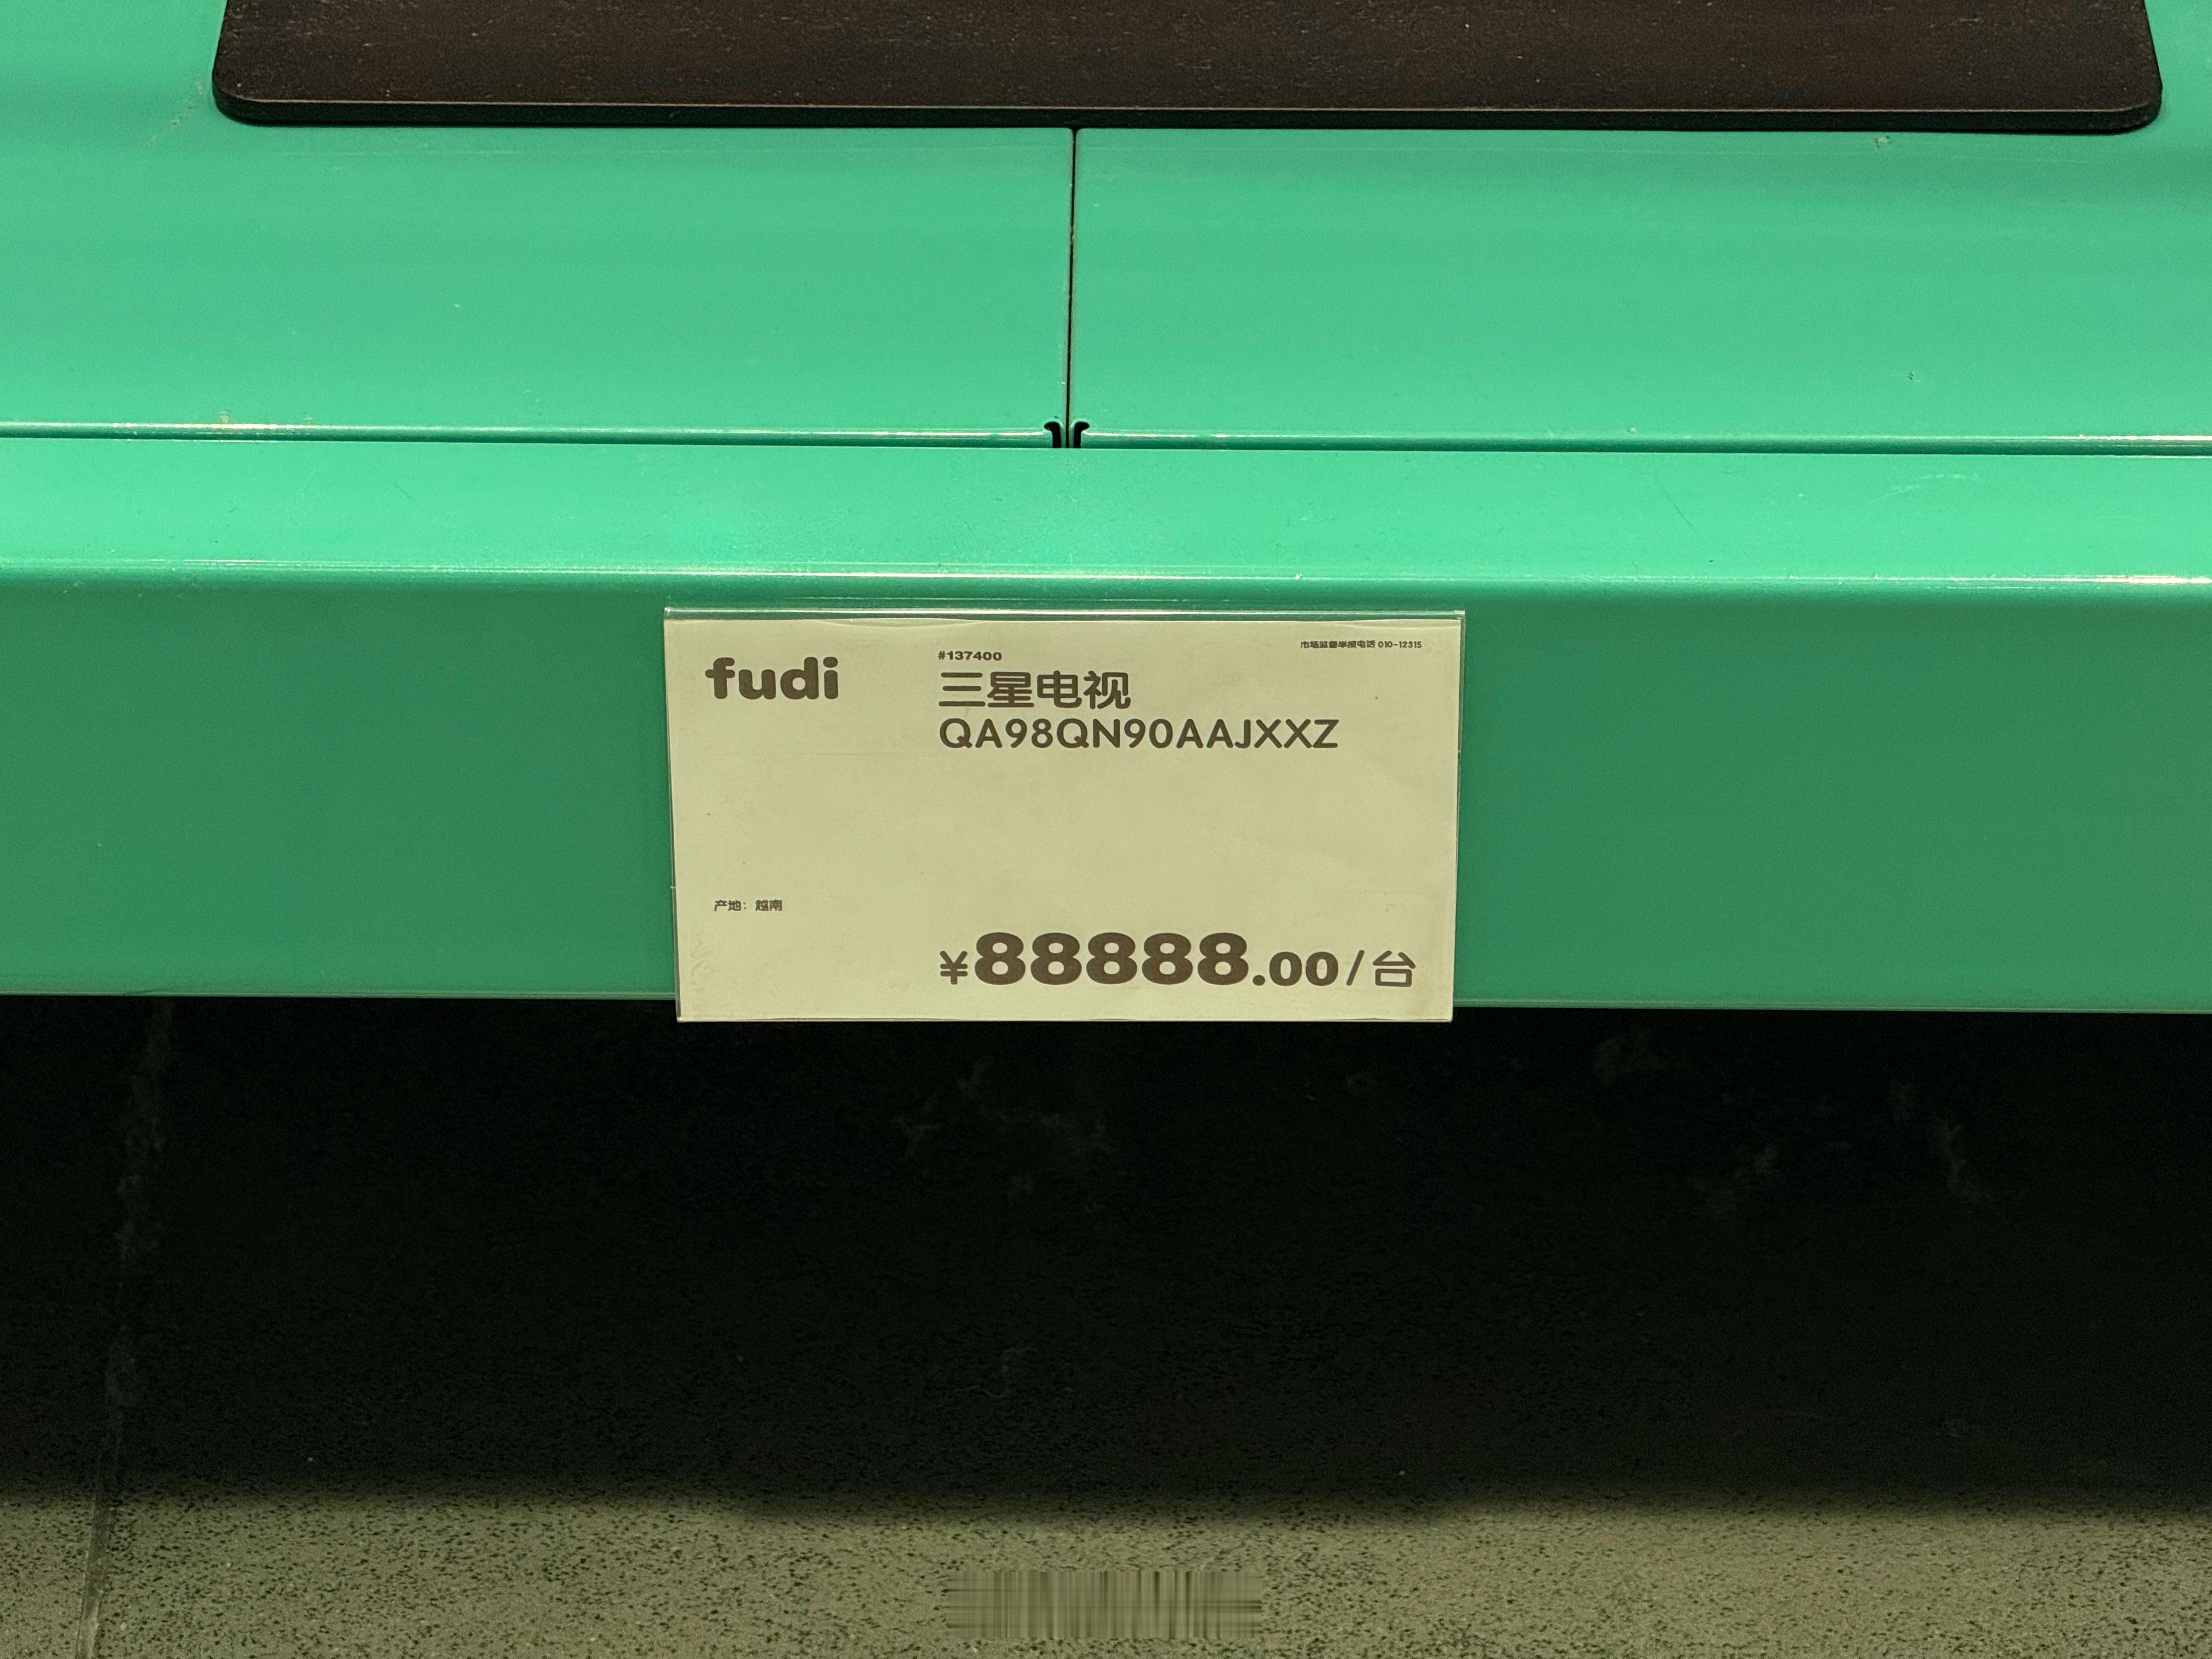 fudi
#137400
市场监督举报电话 010-12315
三星电视
QA98QN90AAJXXZ
产地：越南
¥88888.00/台